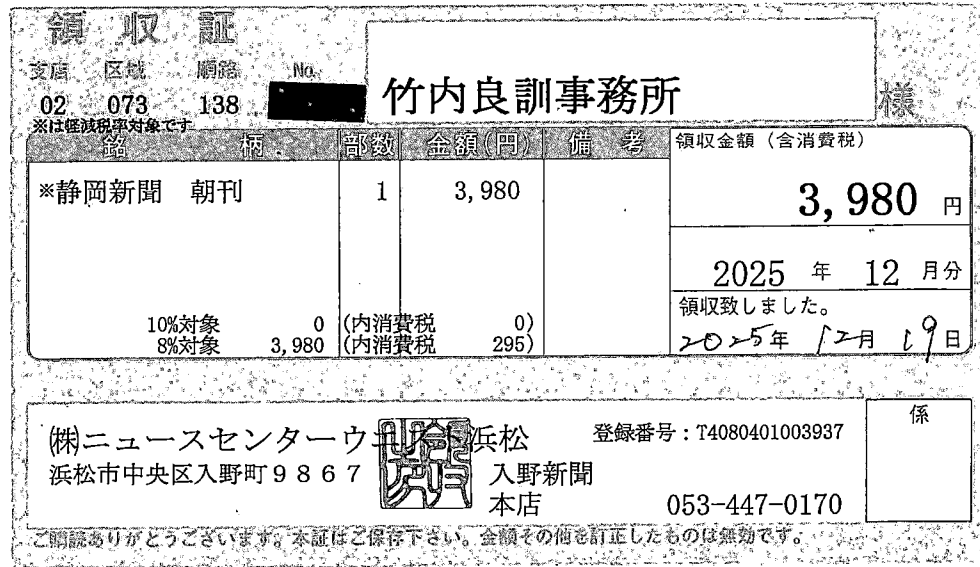 領収証
支店 区域 順路 No.
02 073 138
竹内良訓事務所 様
※は軽減税率対象です
銘柄 部数 金額(円) 備考
※静岡新聞 朝刊 1 3,980
10%対象 0 (内消費税 0)
8%対象 3,980 (内消費税 295)
領収金額(含消費税)
3,980 円
2025 年 12 月分
領収致しました。
2025年 12月 19日
㈱ニュースセンターウエスト浜松
登録番号:T4080401003937
浜松市中央区入野町9867
入野新聞
本店
053-447-0170
係
ご購読ありがとうございます。本証はご保存下さい。金額その他を訂正したものは無効です。